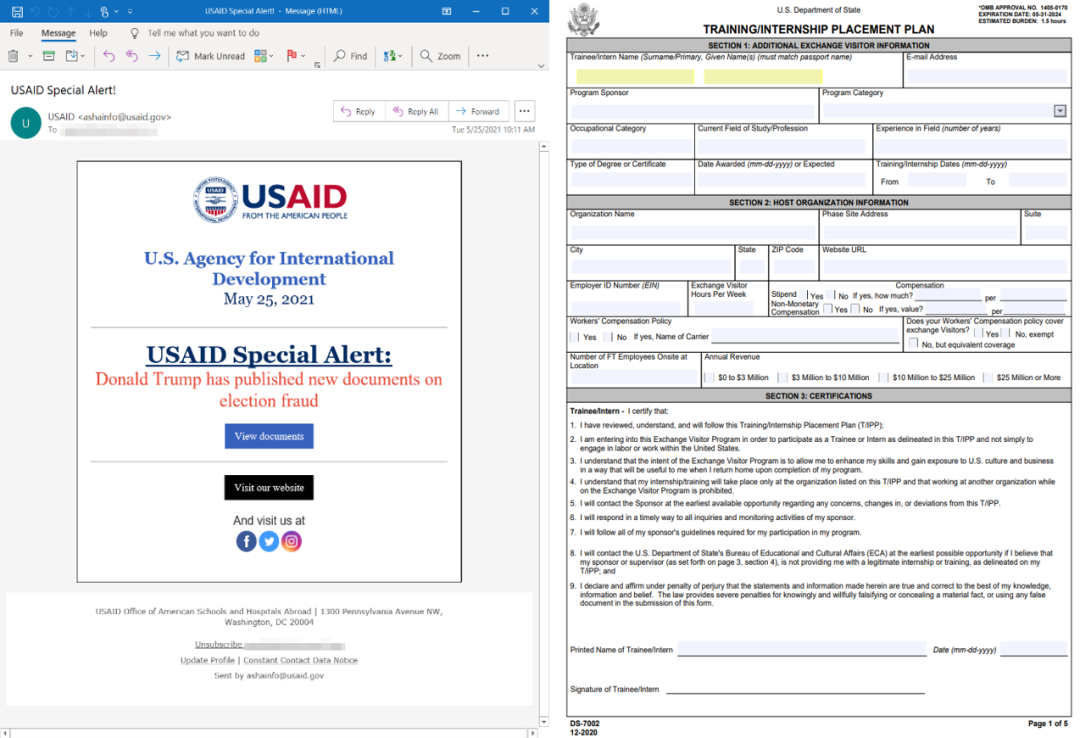 USAID Special Alert! - Message (HTML)
File Message Help Tell me what you want to do
Mark Unread Find Zoom
USAID Special Alert!
U
USAID <ashainfo@usaid.gov>
To
Reply Reply All Forward
Tue 5/25/2021 10:11 AM
USAID
USAID
FROM THE AMERICAN PEOPLE
U.S. Agency for International
Development
May 25, 2021
USAID Special Alert:
Donald Trump has published new documents on
election fraud
View documents
Visit our website
And visit us at
USAID Office of American Schools and Hospitals Abroad | 1300 Pennsylvania Avenue NW,
Washington, DC 20004
Unsubscribe
Update Profile | Constant Contact Data Notice
Sent by ashainfo@usaid.gov
U.S. Department of State
*OMB APPROVAL NO. 1405-0170
EXPIRATION DATE: 08-31-2024
ESTIMATED BURDEN: 1.5 hours
TRAINING/INTERNSHIP PLACEMENT PLAN
SECTION 1: ADDITIONAL EXCHANGE VISITOR INFORMATION
Trainee/Intern Name (Surname/Primary, Given Name(s) (must match passport name) E-mail Address
Program Sponsor Program Category
Occupational Category Current Field of Study/Profession Experience in Field (number of years)
Type of Degree or Certificate Date Awarded (mm-dd-yyyy) or Expected Training/Internship Dates (mm-dd-yyyy)
From To
SECTION 2: HOST ORGANIZATION INFORMATION
Organization Name Phase Site Address Suite
City State ZIP Code Website URL
Employer ID Number (EIN) Exchange Visitor
Hours Per Week
Compensation
Stipend Yes No If yes, how much? per
Non-Monetary
Compensation Yes No If yes, value? per
Workers' Compensation Policy
Yes No If yes, Name of Carrier
Does your Workers' Compensation policy cover
exchange Visitors? Yes No, exempt
No, but equivalent coverage
Number of FT Employees Onsite at
Location
Annual Revenue
$0 to $3 Million $3 Million to $10 Million $10 Million to $25 Million $25 Million or More
SECTION 3: CERTIFICATIONS
Trainee/Intern - I certify that:
1. I have reviewed, understand, and will follow this Training/Internship Placement Plan (T/IPP);
2. I am entering into this Exchange Visitor Program in order to participate as a Trainee or Intern as delineated in this T/IPP and not simply to
engage in labor or work within the United States.
3. I understand that the intent of the Exchange Visitor Program is to allow me to enhance my skills and gain exposure to U.S. culture and business
in a way that will be useful to me when I return home upon completion of my program.
4. I understand that my internship/training will take place only at the organization listed on this T/IPP and that working at another organization while
on the Exchange Visitor Program is prohibited.
5. I will contact the Sponsor at the earliest available opportunity regarding any concerns, changes in, or deviations from this T/IPP.
6. I will respond in a timely way to all inquiries and monitoring activities of my sponsor.
7. I will follow all of my sponsor's guidelines required for my participation in my program.
8. I will contact the U.S. Department of State's Bureau of Educational and Cultural Affairs (ECA) at the earliest possible opportunity if I believe that
my sponsor or supervisor (as set forth on page 3, section 4), is not providing me with a legitimate internship or training, as delineated on my
T/IPP; and
9. I declare and affirm under penalty of perjury that the statements and information made herein are true and correct to the best of my knowledge,
information and belief. The law provides severe penalties for knowingly and willfully falsifying or concealing a material fact, or using any false
document in the submission of this form.
Printed Name of Trainee/Intern Date (mm-dd-yyyy)
Signature of Trainee/Intern
DS-7002
12-2020
Page 1 of 5